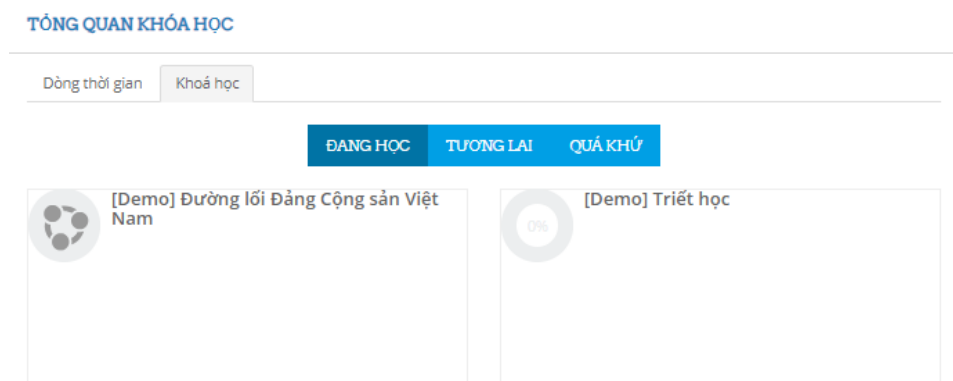 TỔNG QUAN KHÓA HỌC
Dòng thời gian
Khoá học
ĐANG HỌC
TƯƠNG LAI
QUÁ KHỨ
[Demo] Đường lối Đảng Cộng sản Việt
Nam
0%
[Demo] Triết học